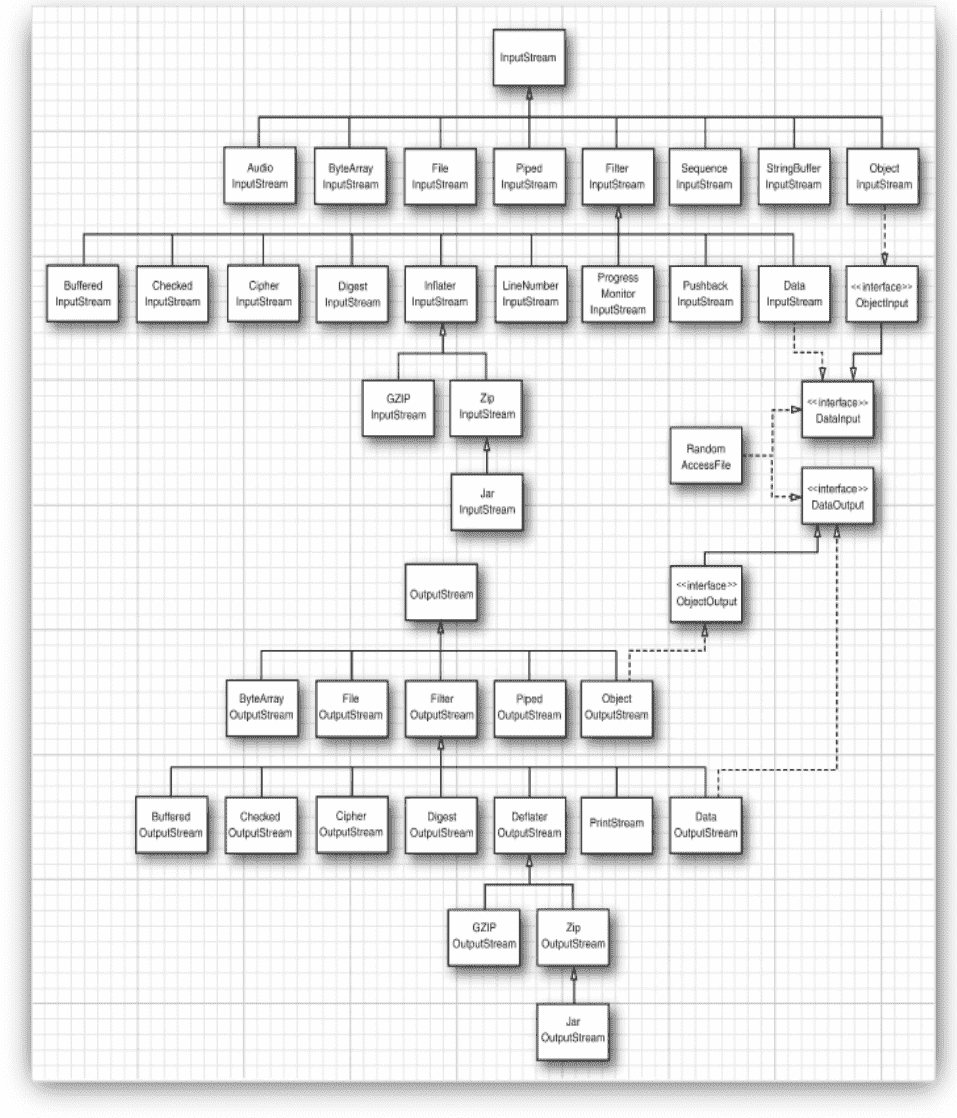 InputStream
Audio
InputStream
ByteArray
InputStream
File
InputStream
Piped
InputStream
Filter
InputStream
Sequence
InputStream
StringBuffer
InputStream
Object
InputStream
Buffered
InputStream
Checked
InputStream
Cipher
InputStream
Digest
InputStream
Inflater
InputStream
LineNumber
InputStream
Progress
Monitor
InputStream
Pushback
InputStream
Data
InputStream
<<interface>>
ObjectInput
GZIP
InputStream
Zip
InputStream
<<interface>>
DataInput
Random
AccessFile
Jar
InputStream
<<interface>>
DataOutput
OutputStream
<<interface>>
ObjectOutput
ByteArray
OutputStream
File
OutputStream
Filter
OutputStream
Piped
OutputStream
Object
OutputStream
Buffered
OutputStream
Checked
OutputStream
Cipher
OutputStream
Digest
OutputStream
Deflater
OutputStream
PrintStream
Data
OutputStream
GZIP
OutputStream
Zip
OutputStream
Jar
OutputStream